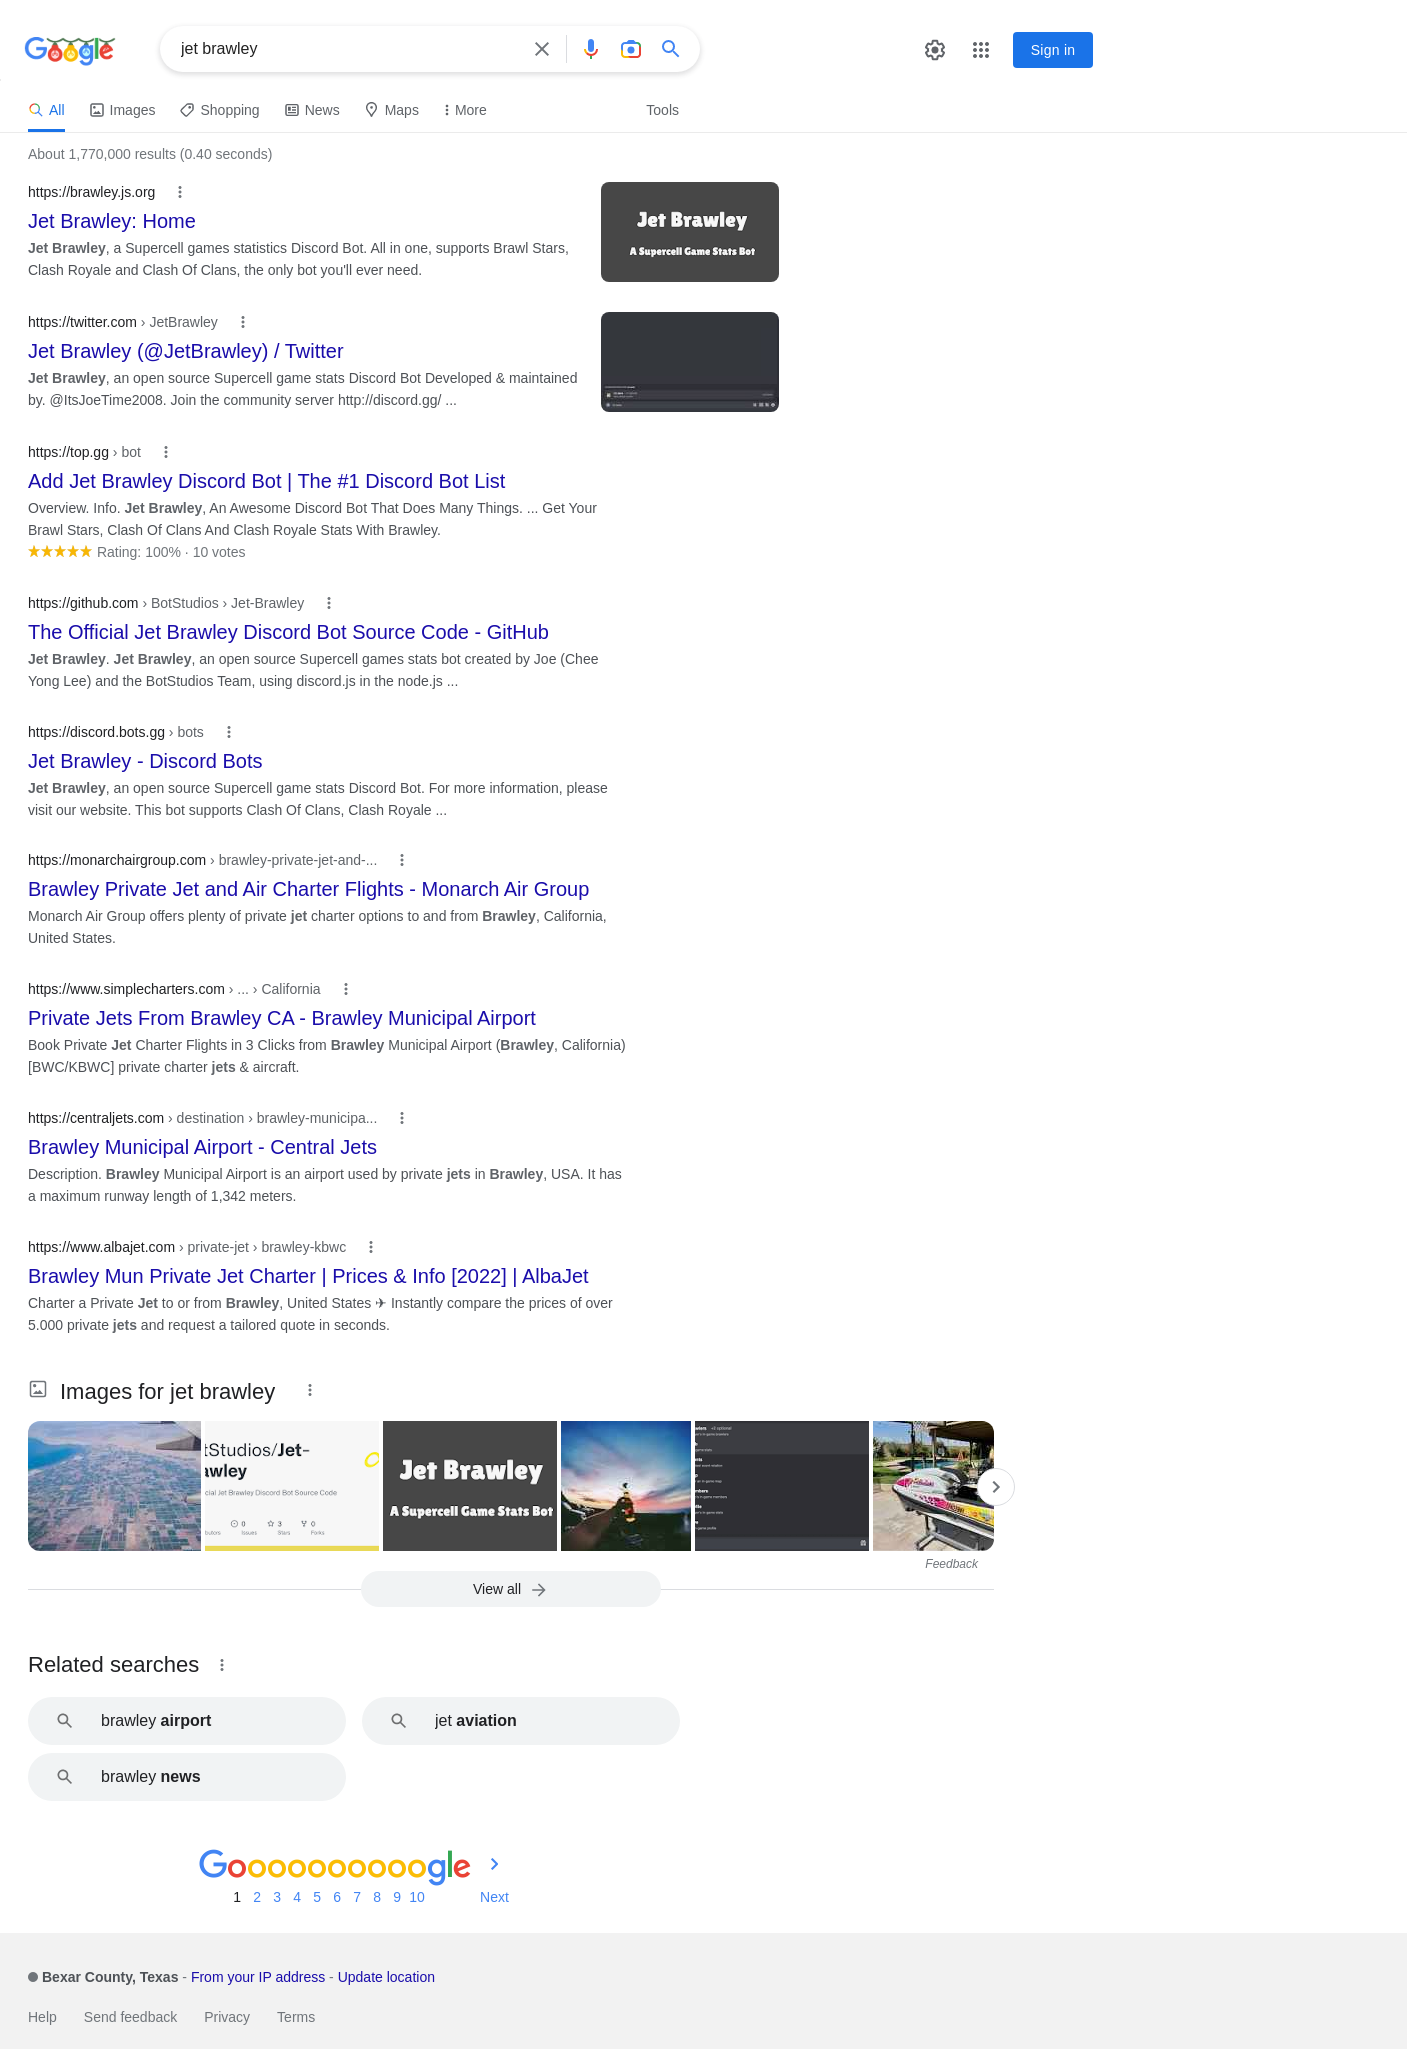 Google
jet brawley
Sign in
All
Images
Shopping
News
Maps
More
Tools
About 1,770,000 results (0.40 seconds)
https://brawley.js.org
Jet Brawley: Home
Jet Brawley, a Supercell games statistics Discord Bot. All in one, supports Brawl Stars,
Clash Royale and Clash Of Clans, the only bot you'll ever need.
Jet Brawley
A Supercell Game Stats Bot
https://twitter.com › JetBrawley
Jet Brawley (@JetBrawley) / Twitter
Jet Brawley, an open source Supercell game stats Discord Bot Developed & maintained
by. @ItsJoeTime2008. Join the community server http://discord.gg/ ...
https://top.gg › bot
Add Jet Brawley Discord Bot | The #1 Discord Bot List
Overview. Info. Jet Brawley, An Awesome Discord Bot That Does Many Things. ... Get Your
Brawl Stars, Clash Of Clans And Clash Royale Stats With Brawley.
Rating: 100% · 10 votes
https://github.com › BotStudios › Jet-Brawley
The Official Jet Brawley Discord Bot Source Code - GitHub
Jet Brawley. Jet Brawley, an open source Supercell games stats bot created by Joe (Chee
Yong Lee) and the BotStudios Team, using discord.js in the node.js ...
https://discord.bots.gg › bots
Jet Brawley - Discord Bots
Jet Brawley, an open source Supercell game stats Discord Bot. For more information, please
visit our website. This bot supports Clash Of Clans, Clash Royale ...
https://monarchairgroup.com › brawley-private-jet-and-...
Brawley Private Jet and Air Charter Flights - Monarch Air Group
Monarch Air Group offers plenty of private jet charter options to and from Brawley, California,
United States.
https://www.simplecharters.com › ... › California
Private Jets From Brawley CA - Brawley Municipal Airport
Book Private Jet Charter Flights in 3 Clicks from Brawley Municipal Airport (Brawley, California)
[BWC/KBWC] private charter jets & aircraft.
https://centraljets.com › destination › brawley-municipa...
Brawley Municipal Airport - Central Jets
Description. Brawley Municipal Airport is an airport used by private jets in Brawley, USA. It has
a maximum runway length of 1,342 meters.
https://www.albajet.com › private-jet › brawley-kbwc
Brawley Mun Private Jet Charter | Prices & Info [2022] | AlbaJet
Charter a Private Jet to or from Brawley, United States ✈ Instantly compare the prices of over
5.000 private jets and request a tailored quote in seconds.
Images for jet brawley
tStudios/Jet-
awley
cial Jet Brawley Discord Bot Source Code
0 3 0
Issues Stars Forks
Jet Brawley
A Supercell Game Stats Bot
Feedback
View all
Related searches
brawley airport
jet aviation
brawley news
Goooooooooogle
1 2 3 4 5 6 7 8 9 10 Next
Bexar County, Texas - From your IP address - Update location
Help Send feedback Privacy Terms